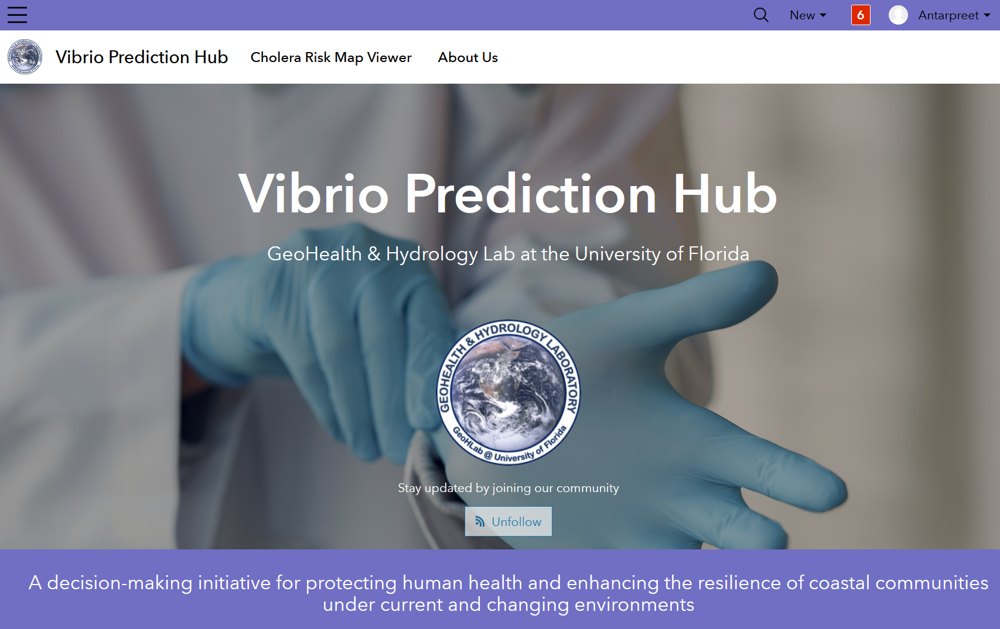 New
6
Antarpreet
Vibrio Prediction Hub
Cholera Risk Map Viewer
About Us
Vibrio Prediction Hub
GeoHealth & Hydrology Lab at the University of Florida
GEOHEALTH & HYDROLOGY LABORATORY
GeoHLab @ University of Florida
Stay updated by joining our community
Unfollow
A decision-making initiative for protecting human health and enhancing the resilience of coastal communities
under current and changing environments